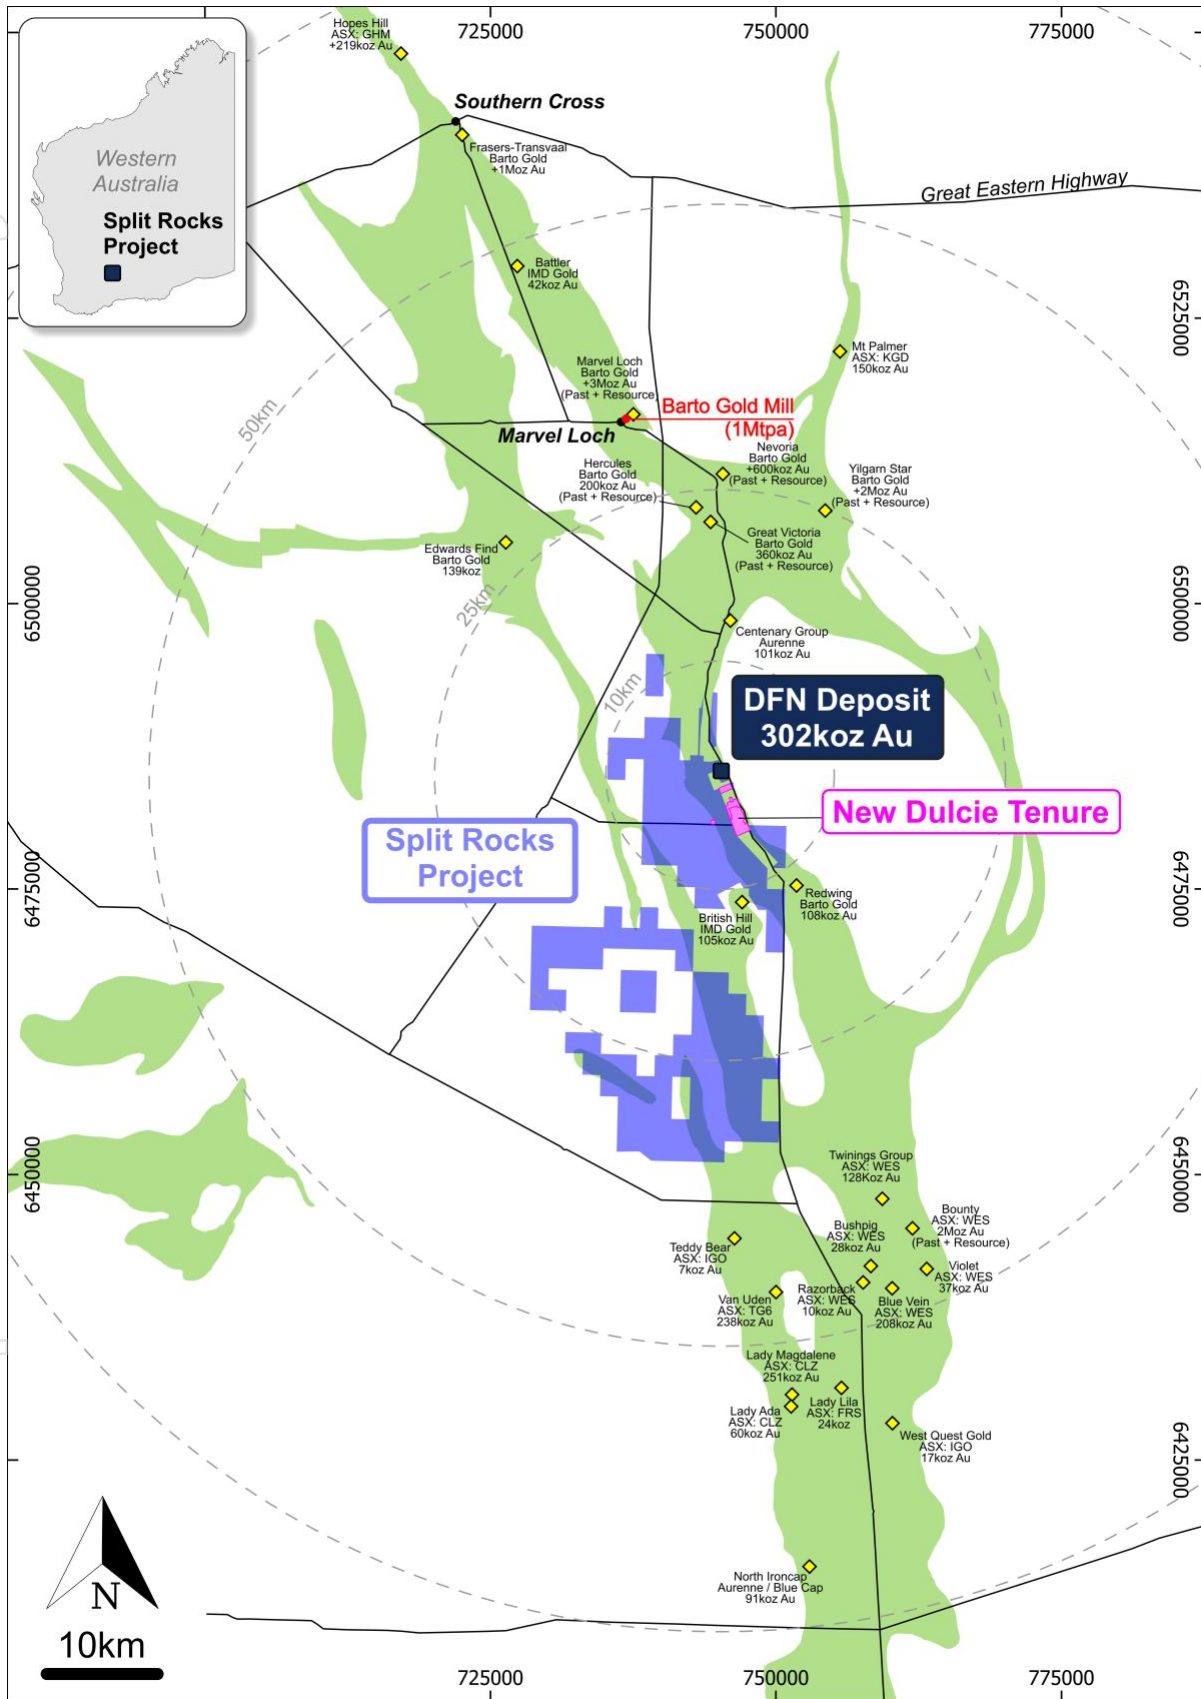 725000
750000
775000
Hopes Hill
ASX: GHM
+219koz Au
Southern Cross
Frasers-Transvaal
Barto Gold
+1Moz Au
Western
Australia
Split Rocks
Project
Great Eastern Highway
Battler
IMD Gold
42koz Au
6525000
Mt Palmer
ASX: KGD
150koz Au
Marvel Loch
Barto Gold
+3Moz Au
(Past + Resource)
50km
Barto Gold Mill
(1Mtpa)
Marvel Loch
Nevoria
Barto Gold
+600koz Au
(Past + Resource)
Hercules
Barto Gold
200koz Au
(Past + Resource)
Yilgarn Star
Barto Gold
+2Moz Au
(Past + Resource)
Great Victoria
Barto Gold
360koz Au
(Past + Resource)
Edwards Find
Barto Gold
139koz
25km
6500000
6500000
Centenary Group
Aurenne
101koz Au
10km
DFN Deposit
302koz Au
New Dulcie Tenure
Split Rocks
Project
6475000
6475000
Redwing
Barto Gold
108koz Au
British Hill
IMD Gold
105koz Au
6450000
6450000
Twinings Group
ASX: WES
128Koz Au
Bounty
ASX: WES
2Moz Au
(Past + Resource)
Bushpig
ASX: WES
28koz Au
Teddy Bear
ASX: IGO
7koz Au
Violet
ASX: WES
37koz Au
Razorback
ASX: WES
10koz Au
Van Uden
ASX: TG6
238koz Au
Blue Vein
ASX: WES
208koz Au
Lady Magdalene
ASX: CLZ
251koz Au
Lady Lila
ASX: FRS
24koz
Lady Ada
ASX: CLZ
60koz Au
West Quest Gold
ASX: IGO
17koz Au
6425000
North Ironcap
Aurenne / Blue Cap
91koz Au
N
10km
725000
750000
775000